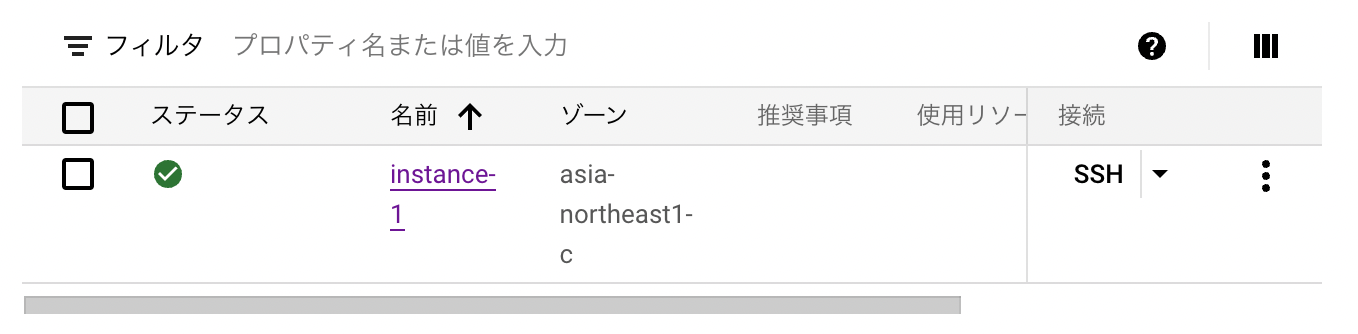 フィルタ プロパティ名または値を入力
ステータス 名前 ゾーン 推奨事項 使用リソー 接続
instance- asia- SSH
1 northeast1-
c